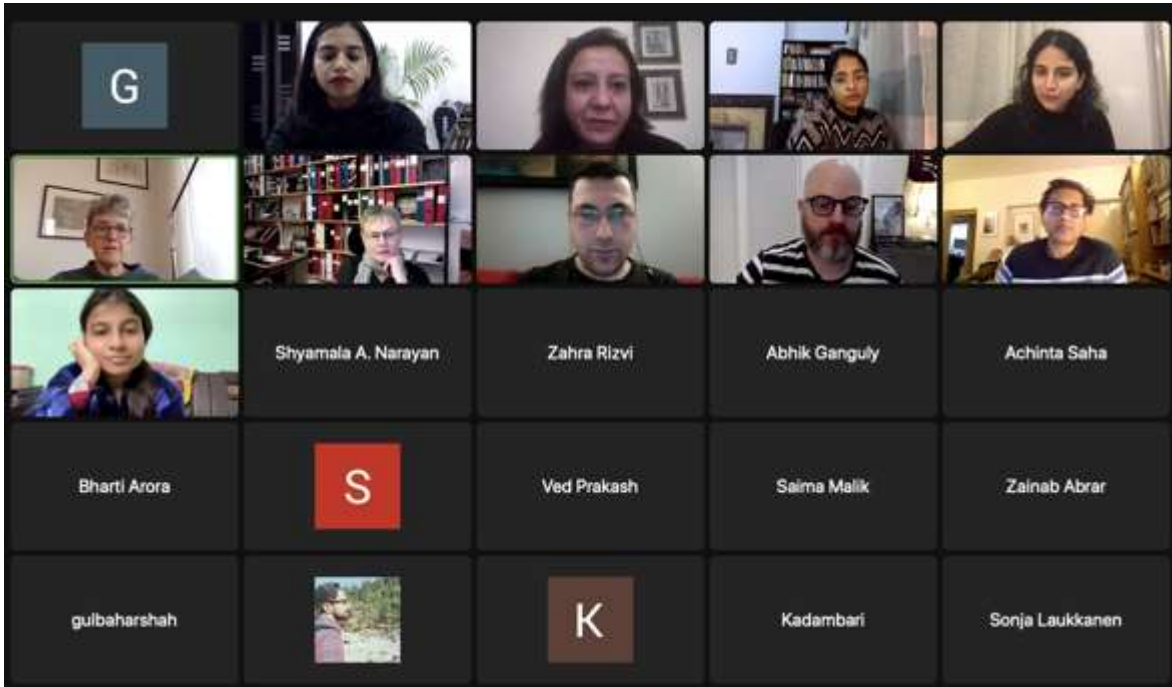 G
Shyamala A. Narayan
Zahra Rizvi
Abhik Ganguly
Achinta Saha
Bharti Arora
S
Ved Prakash
Saima Malik
Zainab Abrar
gulbaharshah
K
Kadambari
Sonja Laukkanen